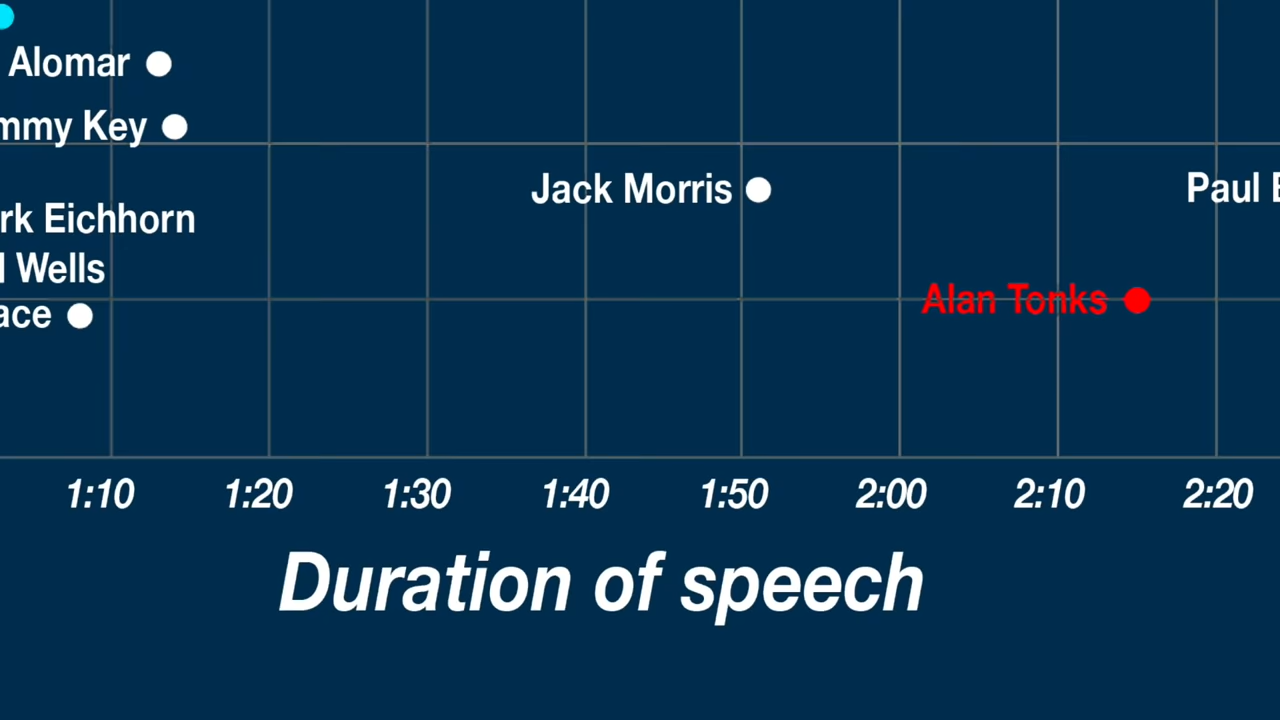 Alomar
mmy Key
Jack Morris
Paul
rk Eichhorn
Wells
Alan Tonks
ace
1:10 1:20 1:30 1:40 1:50 2:00 2:10 2:20
Duration of speech